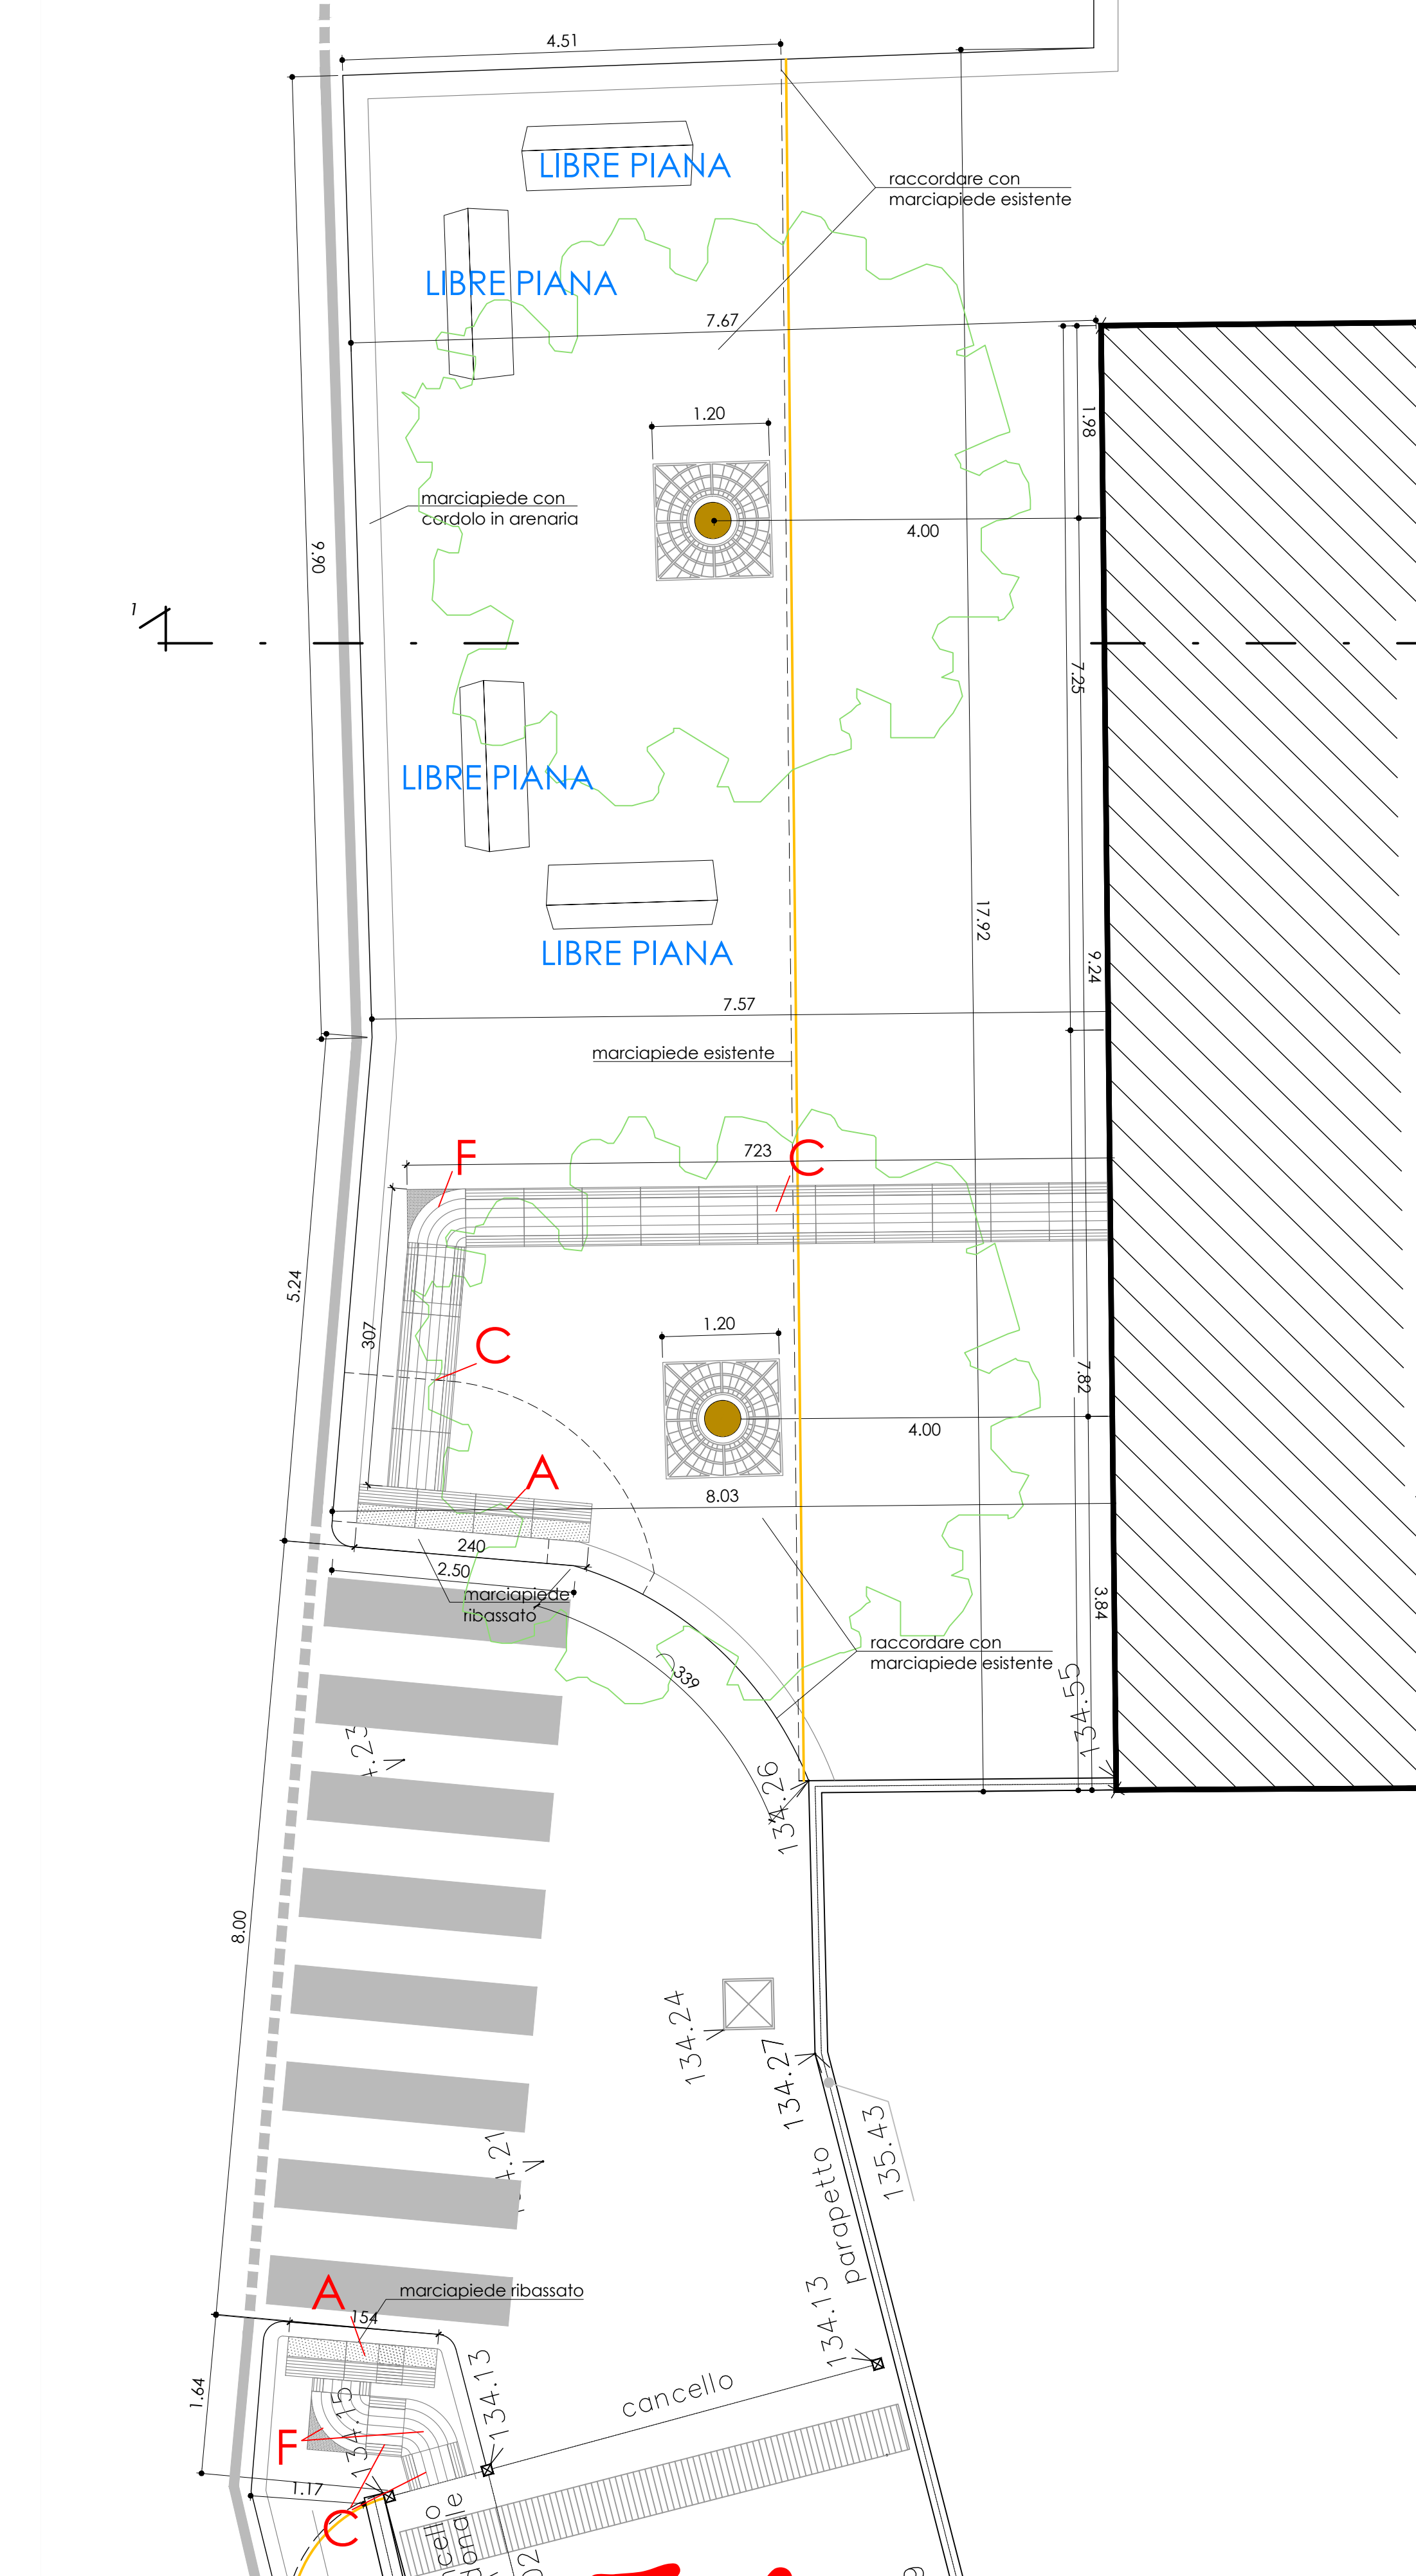 4.51
LIBRE PIANA
raccordare con
marciapiede esistente
LIBRE PIANA
7.67
1.20
1.98
marciapiede con
cordolo in arenaria
4.00
9.90
1
7.25
LIBRE PIANA
17.92
LIBRE PIANA
9.24
7.57
marciapiede esistente
F
723
C
5.24
307
C
1.20
7.82
4.00
A
8.03
240
2.50
marciapiede
ribassato
3.84
raccordare con
marciapiede esistente
339
134.55
134.26
8.00
134.24
134.27
135.43
parapetto
A
marciapiede ribassato
154
134.13
134.13
cancello
1.64
134.15
F
1.17
C